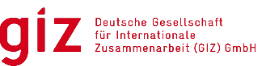 giz
Deutsche Gesellschaft
für Internationale
Zusammenarbeit (GIZ) GmbH